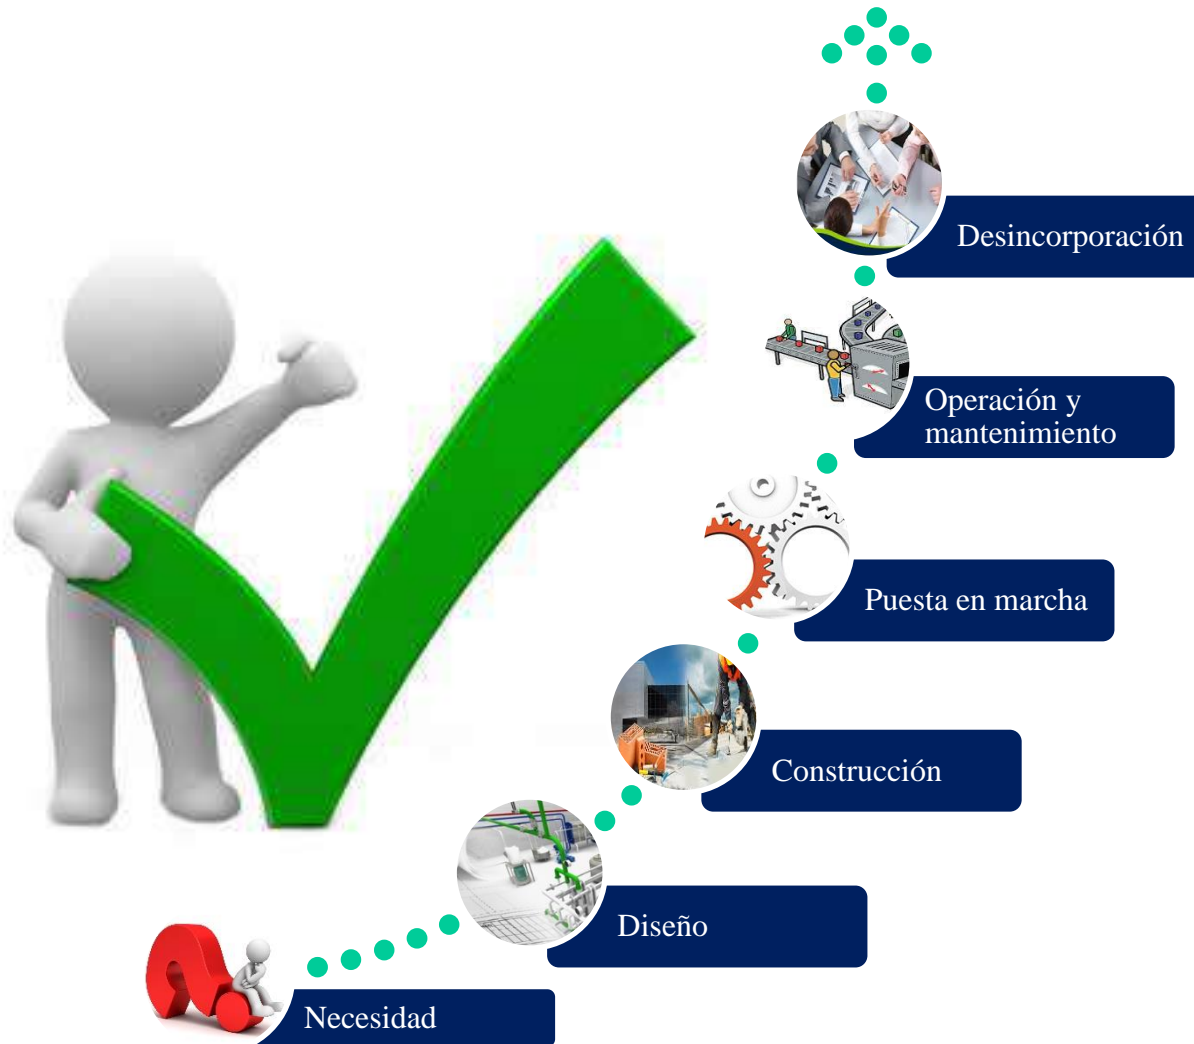 Desincorporación
Operación y
mantenimiento
Puesta en marcha
Construcción
Diseño
Necesidad